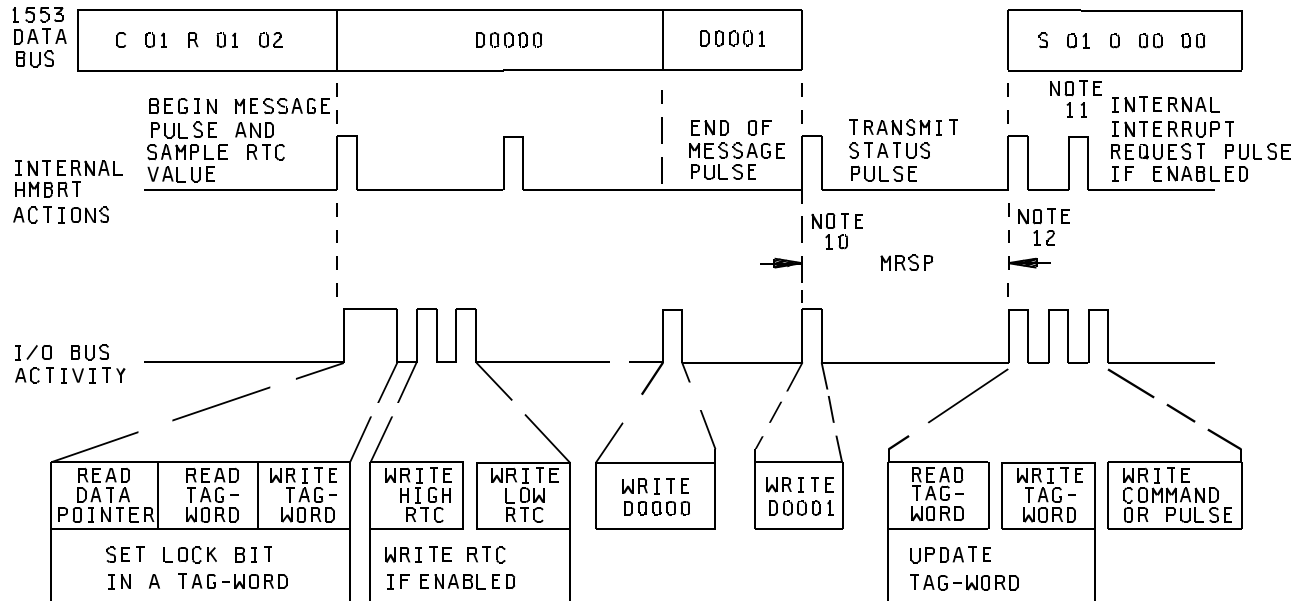 1553
DATA
BUS
C 01 R 01 02
D0000
D0001
S 01 0 00 00
BEGIN MESSAGE
PULSE AND
SAMPLE RTC
VALUE
END OF
MESSAGE
PULSE
TRANSMIT
STATUS
PULSE
NOTE
11
INTERNAL
INTERRUPT
REQUEST PULSE
IF ENABLED
INTERNAL
HMBRT
ACTIONS
NOTE
10
NOTE
12
MRSP
I/O BUS
ACTIVITY
READ
DATA
POINTER
READ
TAG-
WORD
WRITE
TAG-
WORD
WRITE
HIGH
RTC
WRITE
LOW
RTC
WRITE
D0000
WRITE
D0001
READ
TAG-
WORD
WRITE
TAG-
WORD
WRITE
COMMAND
OR PULSE
SET LOCK BIT
IN A TAG-WORD
WRITE RTC
IF ENABLED
UPDATE
TAG-WORD